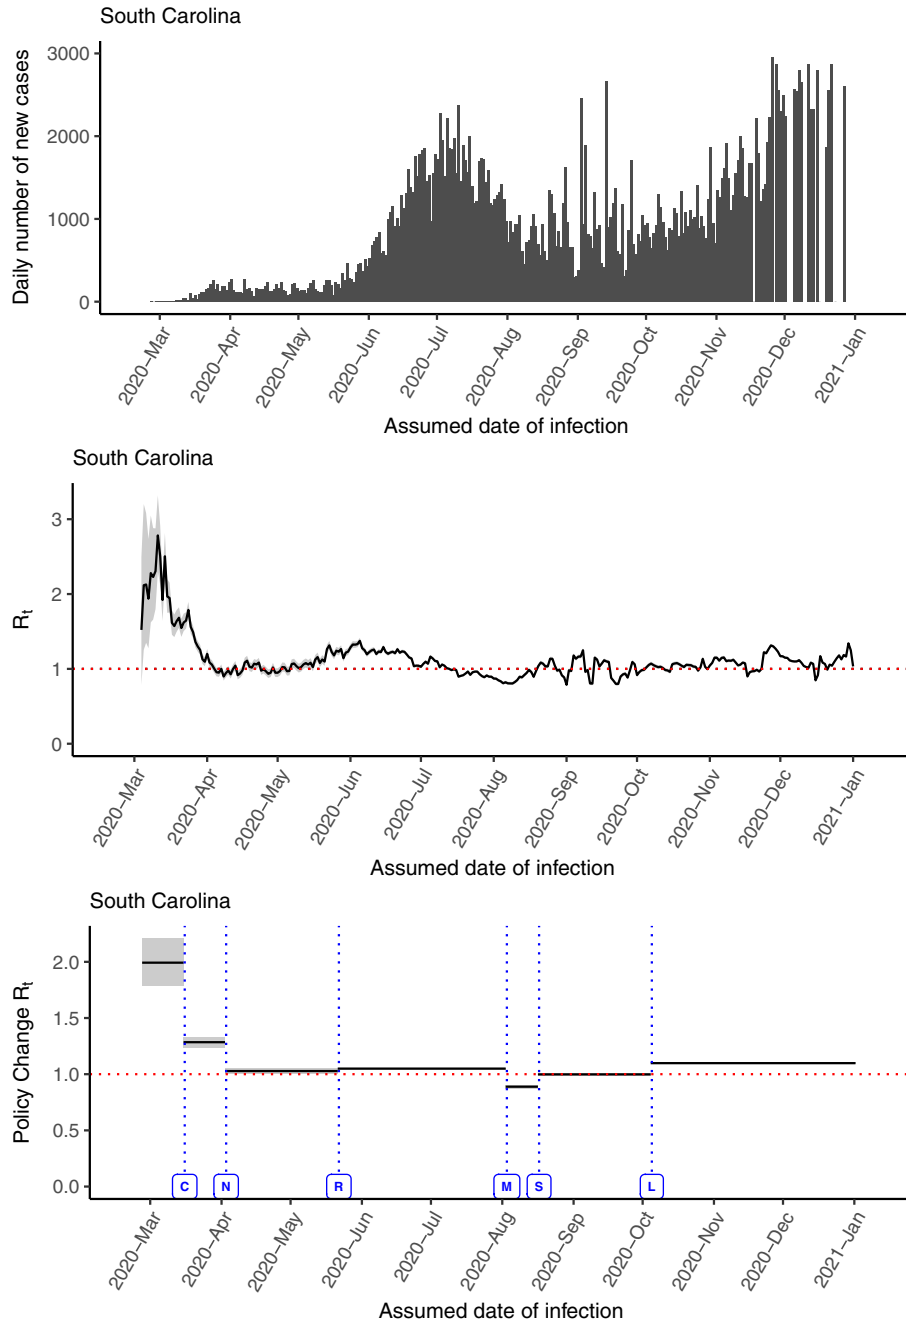 South Carolina
Daily number of new cases
3000
2000
1000
0
2020−Mar
2020−Apr
2020−May
2020−Jun
2020−Jul
2020−Aug
2020−Sep
2020−Oct
2020−Nov
2020−Dec
2021−Jan
Assumed date of infection
South Carolina
Rt
3
2
1
0
2020−Mar
2020−Apr
2020−May
2020−Jun
2020−Jul
2020−Aug
2020−Sep
2020−Oct
2020−Nov
2020−Dec
2021−Jan
Assumed date of infection
South Carolina
Policy Change Rt
2.0
1.5
1.0
0.5
0.0
C
N
R
M
S
L
2020−Mar
2020−Apr
2020−May
2020−Jun
2020−Jul
2020−Aug
2020−Sep
2020−Oct
2020−Nov
2020−Dec
2021−Jan
Assumed date of infection